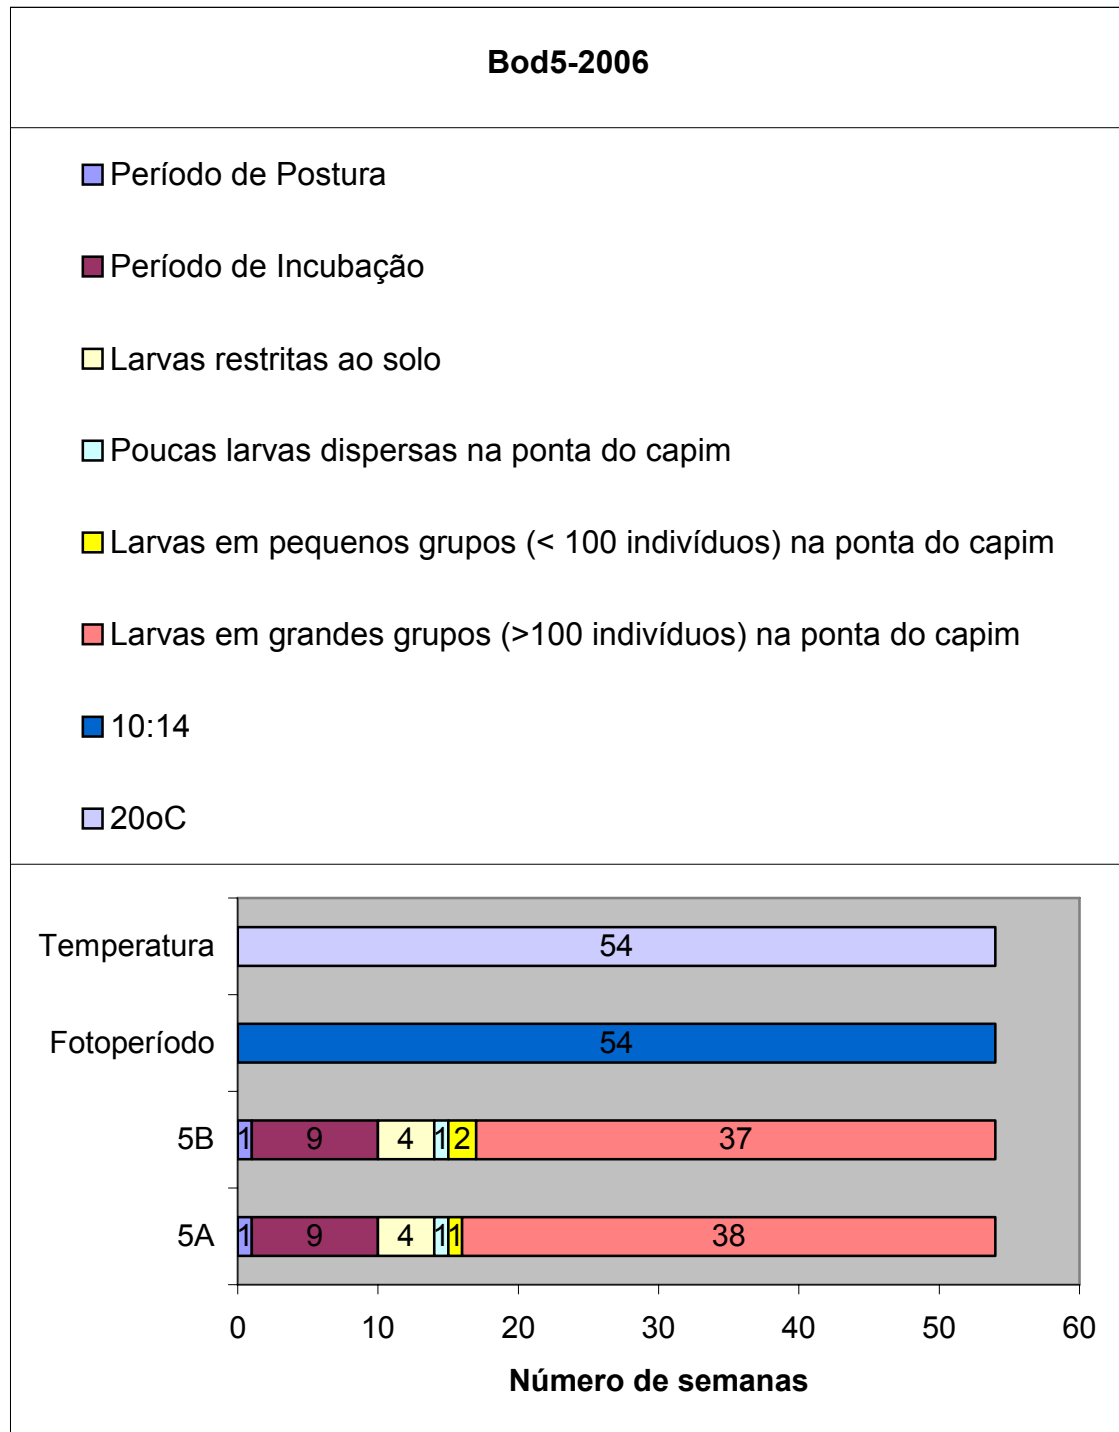 Bod5-2006
Período de Postura
Período de Incubação
Larvas restritas ao solo
Poucas larvas dispersas na ponta do capim
Larvas em pequenos grupos (< 100 indivíduos) na ponta do capim
Larvas em grandes grupos (>100 indivíduos) na ponta do capim
10:14
20oC
Temperatura 54
Fotoperíodo 54
5B 1 9 4 1 2 37
5A 1 9 4 1 1 38
0 10 20 30 40 50 60
Número de semanas